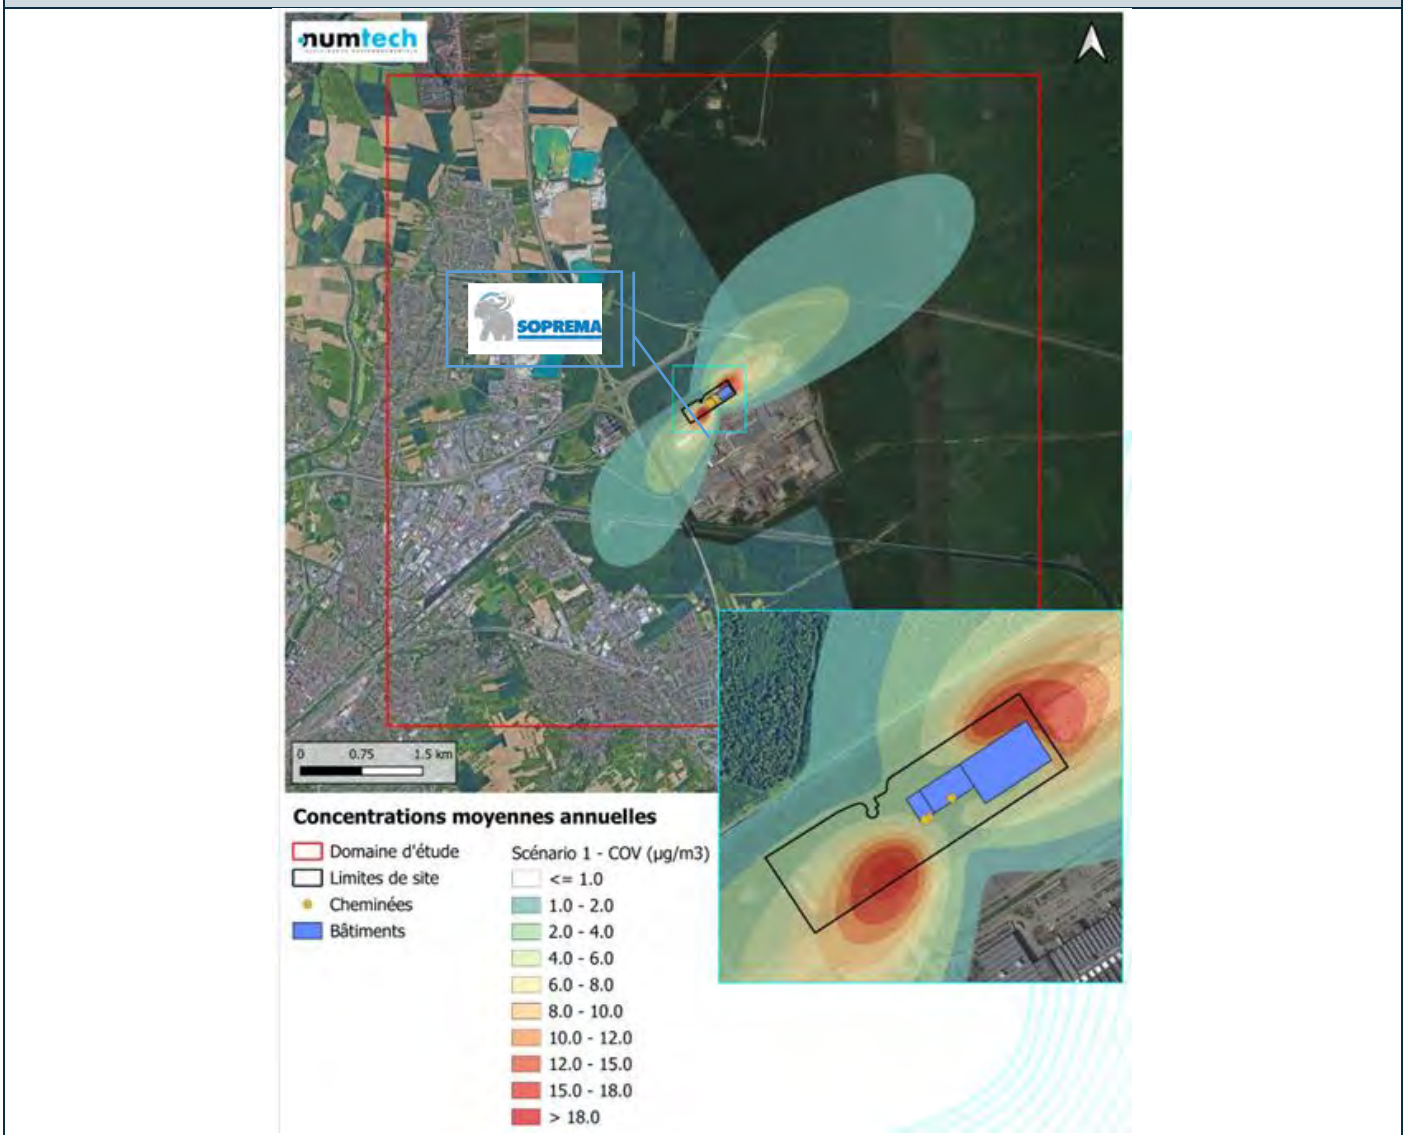 numtech
SOPREMA
0 0.75 1.5 km
Concentrations moyennes annuelles
Domaine d'étude
Limites de site
Cheminées
Bâtiments
Scénario 1 - COV (µg/m3)
<= 1.0
1.0 - 2.0
2.0 - 4.0
4.0 - 6.0
6.0 - 8.0
8.0 - 10.0
10.0 - 12.0
12.0 - 15.0
15.0 - 18.0
> 18.0